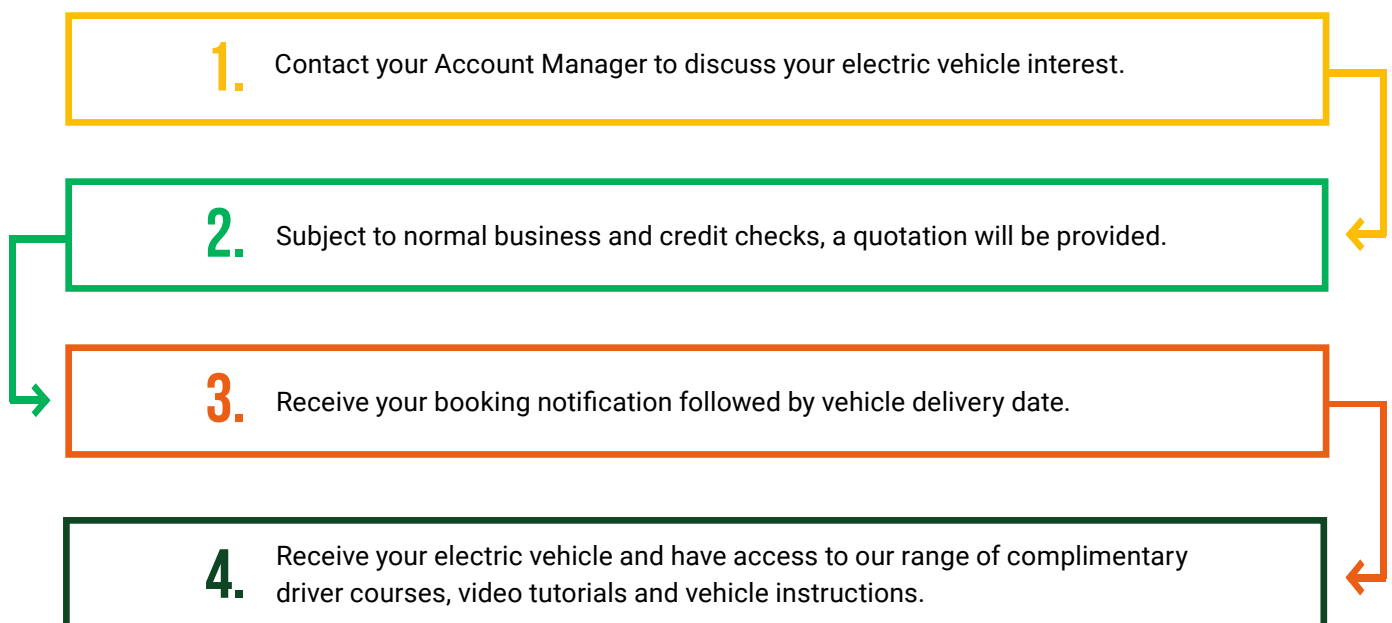 1. Contact your Account Manager to discuss your electric vehicle interest.
2. Subject to normal business and credit checks, a quotation will be provided.
3. Receive your booking notification followed by vehicle delivery date.
4. Receive your electric vehicle and have access to our range of complimentary
driver courses, video tutorials and vehicle instructions.